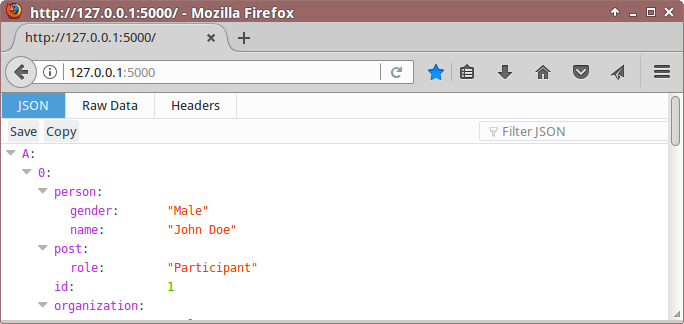 http://127.0.0.1:5000/ - Mozilla Firefox
http://127.0.0.1:5000/
127.0.0.1:5000
JSON Raw Data Headers
Save Copy Filter JSON
A:
0:
person:
gender: "Male"
name: "John Doe"
post:
role: "Participant"
id: 1
organization: